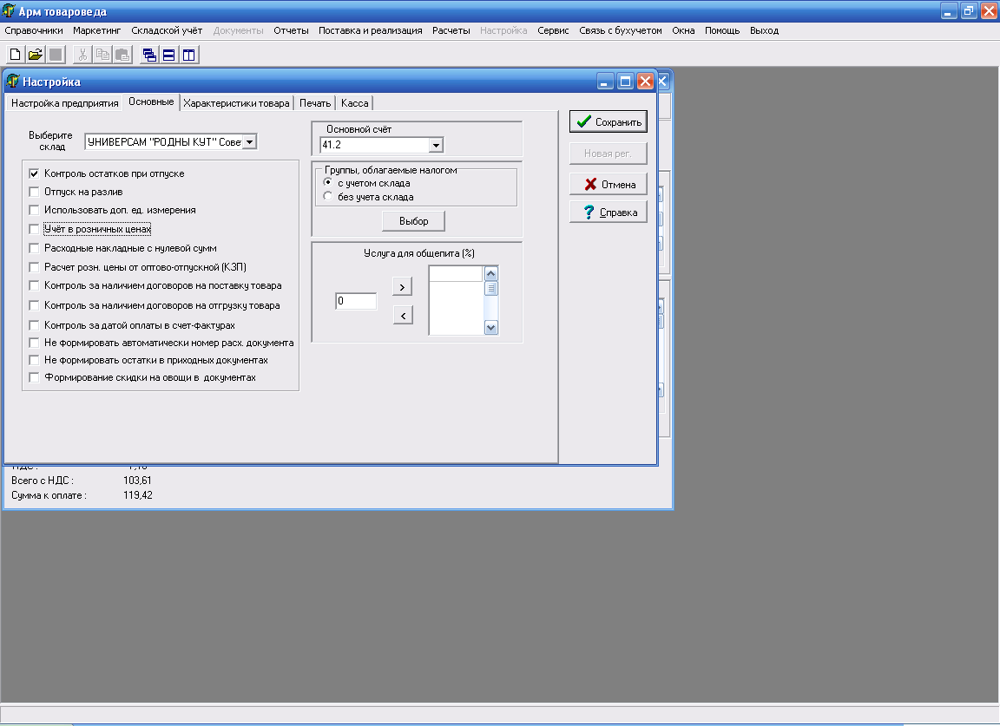 Арм товароведа
Справочники Маркетинг Складской учёт Документы Отчеты Поставка и реализация Расчеты Настройка Сервис Связь с бухучетом Окна Помощь Выход
Настройка
Настройка предприятия Основные Характеристики товара Печать Касса
Выберите
склад
УНИВЕРСАМ "РОДНЫ КУТ" Сове
Контроль остатков при отпуске
Отпуск на разлив
Использовать доп. ед. измерения
Учёт в розничных ценах
Расходные накладные с нулевой сумм
Расчет розн. цены от оптово-отпускной (КЗП)
Контроль за наличием договоров на поставку товара
Контроль за наличием договоров на отгрузку товара
Контроль за датой оплаты в счет-фактурах
Не формировать автоматически номер расх. документа
Не формировать остатки в приходных документах
Формирование скидки на овощи в документах
Основной счёт
41.2
Группы, облагаемые налогом
с учетом склада
без учета склада
Выбор
Услуга для общепита (%)
0
>
<
Сохранить
Новая рег.
Отмена
Справка
Всего с НДС : 103,61
Сумма к оплате : 119,42